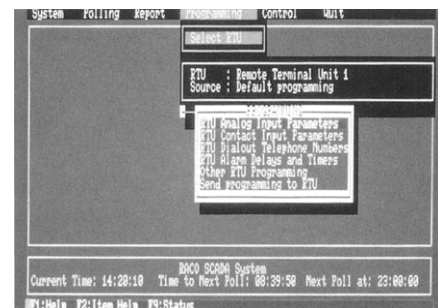 System Polling Report Programming Control Quit
Select RTU
RTU : Remote Terminal Unit 1
Source : Default programming
RTU Analog Input Parameters
RTU Contact Input Parameters
RTU Dialout Telephone Numbers
RTU Alarm Delays and Timers
Other RTU Programming
Send programming to RTU
RACO SCADA System
Current Time: 14:20:10 Time to Next Poll: 08:39:50 Next Poll at: 23:00:00
F1:Help F2:Item Help F9:Status